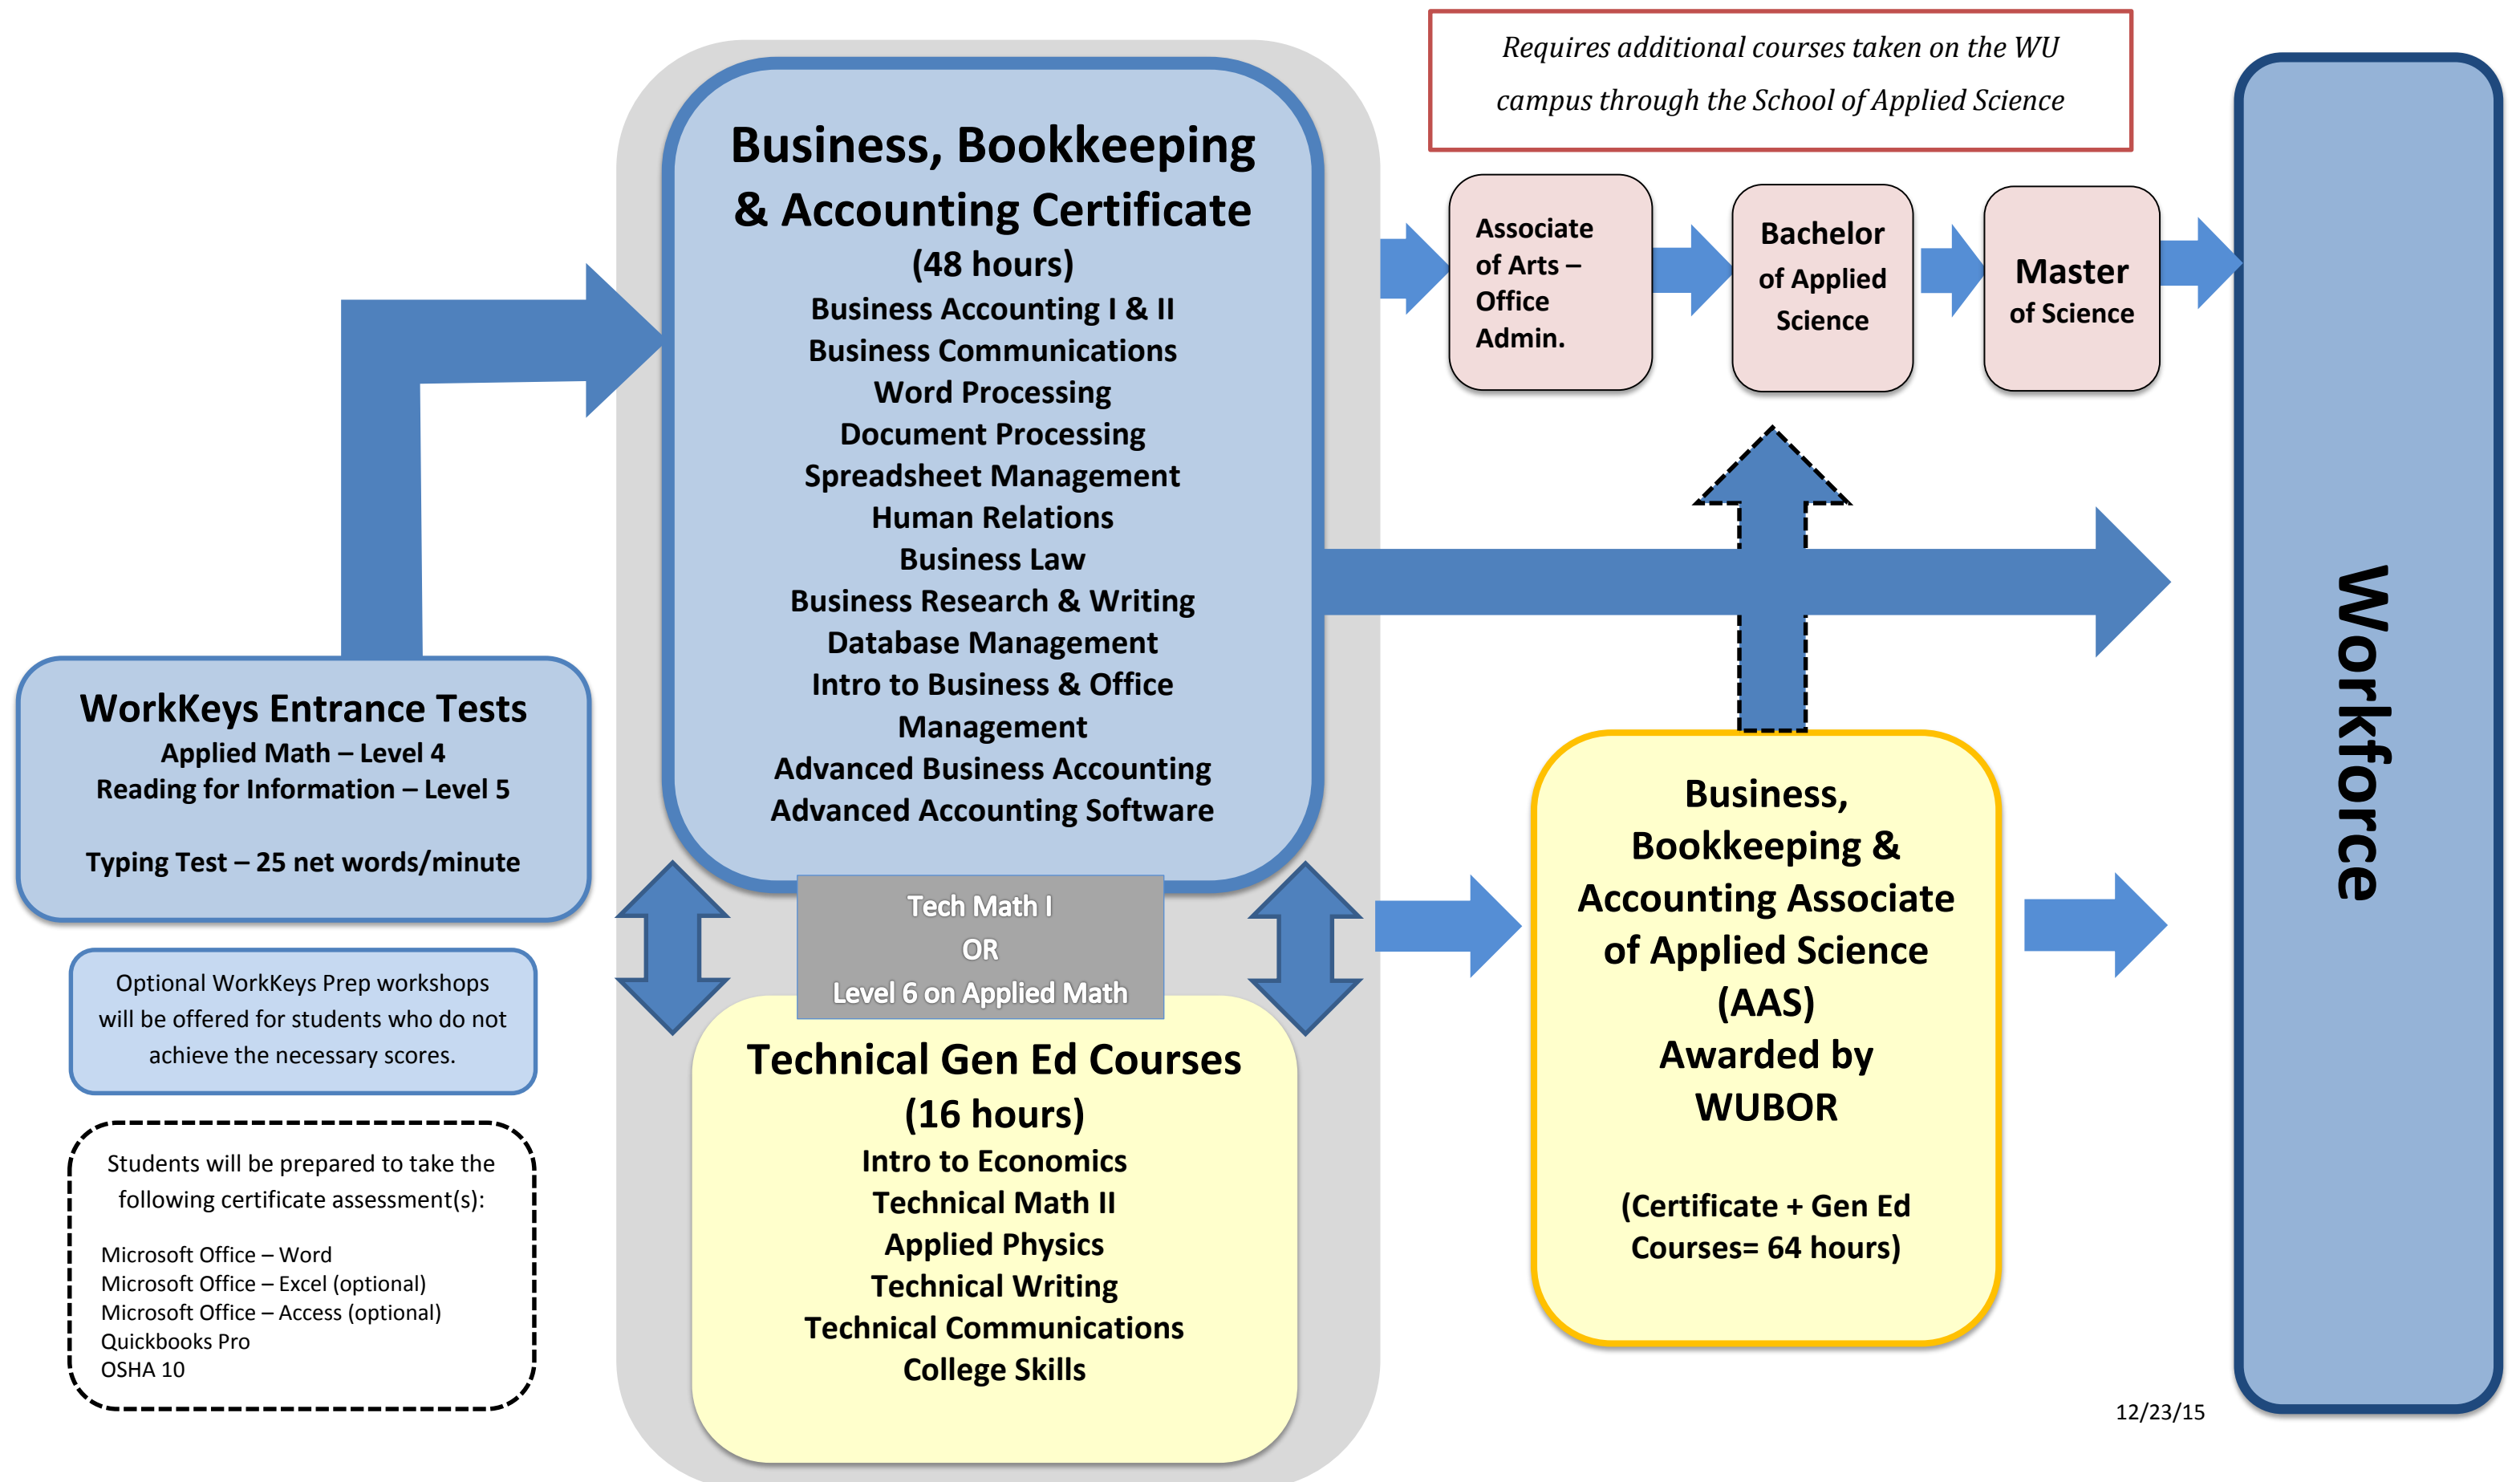 Requires additional courses taken on the WU
campus through the School of Applied Science
Business, Bookkeeping
& Accounting Certificate
(48 hours)
Business Accounting I & II
Business Communications
Word Processing
Document Processing
Spreadsheet Management
Human Relations
Business Law
Business Research & Writing
Database Management
Intro to Business & Office
Management
Advanced Business Accounting
Advanced Accounting Software
Associate
of Arts –
Office
Admin.
Bachelor
of Applied
Science
Master
of Science
Workforce
WorkKeys Entrance Tests
Applied Math – Level 4
Reading for Information – Level 5
Typing Test – 25 net words/minute
Optional WorkKeys Prep workshops
will be offered for students who do not
achieve the necessary scores.
Students will be prepared to take the
following certificate assessment(s):
Microsoft Office – Word
Microsoft Office – Excel (optional)
Microsoft Office – Access (optional)
Quickbooks Pro
OSHA 10
Tech Math I
OR
Level 6 on Applied Math
Technical Gen Ed Courses
(16 hours)
Intro to Economics
Technical Math II
Applied Physics
Technical Writing
Technical Communications
College Skills
Business,
Bookkeeping &
Accounting Associate
of Applied Science
(AAS)
Awarded by
WUBOR
(Certificate + Gen Ed
Courses= 64 hours)
12/23/15